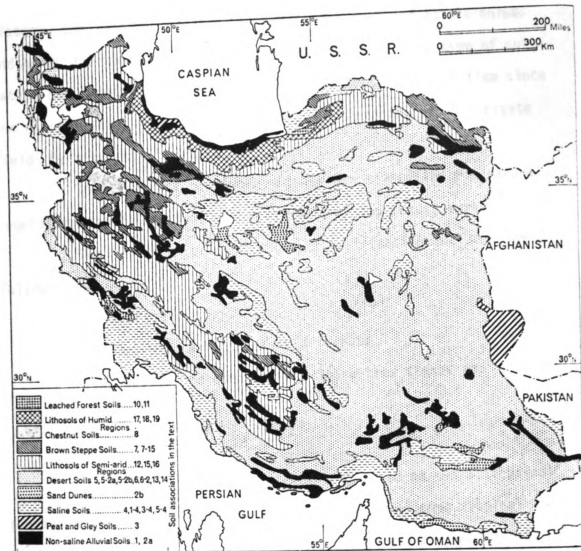 45°E
50°E
55°E
60°E
0 200
Miles
0 300
Km
U. S. S. R.
CASPIAN
SEA
35°N
35°N
AFGHANISTAN
30°N
30°N
PAKISTAN
PERSIAN
GULF
GULF OF OMAN
55°E
60°E
Leached Forest Soils ....10,11
Lithosols of Humid 17,18,19
Regions
Chestnut Soils...... 8
Brown Steppe Soils...... 7, 7-15
Lithosols of Semi-arid ..12,15,16
Regions
Desert Soils 5,5-2a,5-2b,6,6-2,13,14
Sand Dunes 2b
Saline Soils 4,1-4,3-4,5-4
Peat and Gley Soils 3
Non-saline Alluvial Soils 1, 2a
Soil associations in the text